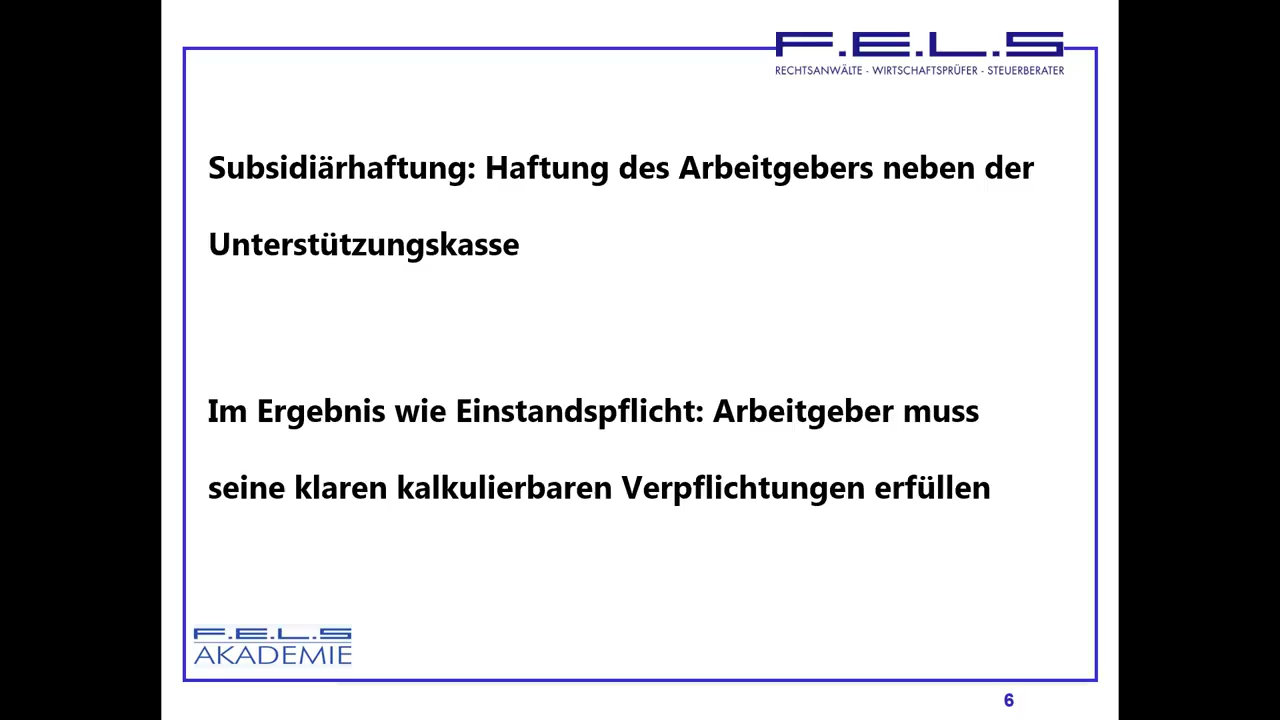 F.E.L.S
RECHTSANWÄLTE - WIRTSCHAFTSPRÜFER - STEUERBERATER
Subsidiärhaftung: Haftung des Arbeitgebers neben der
Unterstützungskasse
Im Ergebnis wie Einstandspflicht: Arbeitgeber muss
seine klaren kalkulierbaren Verpflichtungen erfüllen
F.E.L.S
AKADEMIE
6